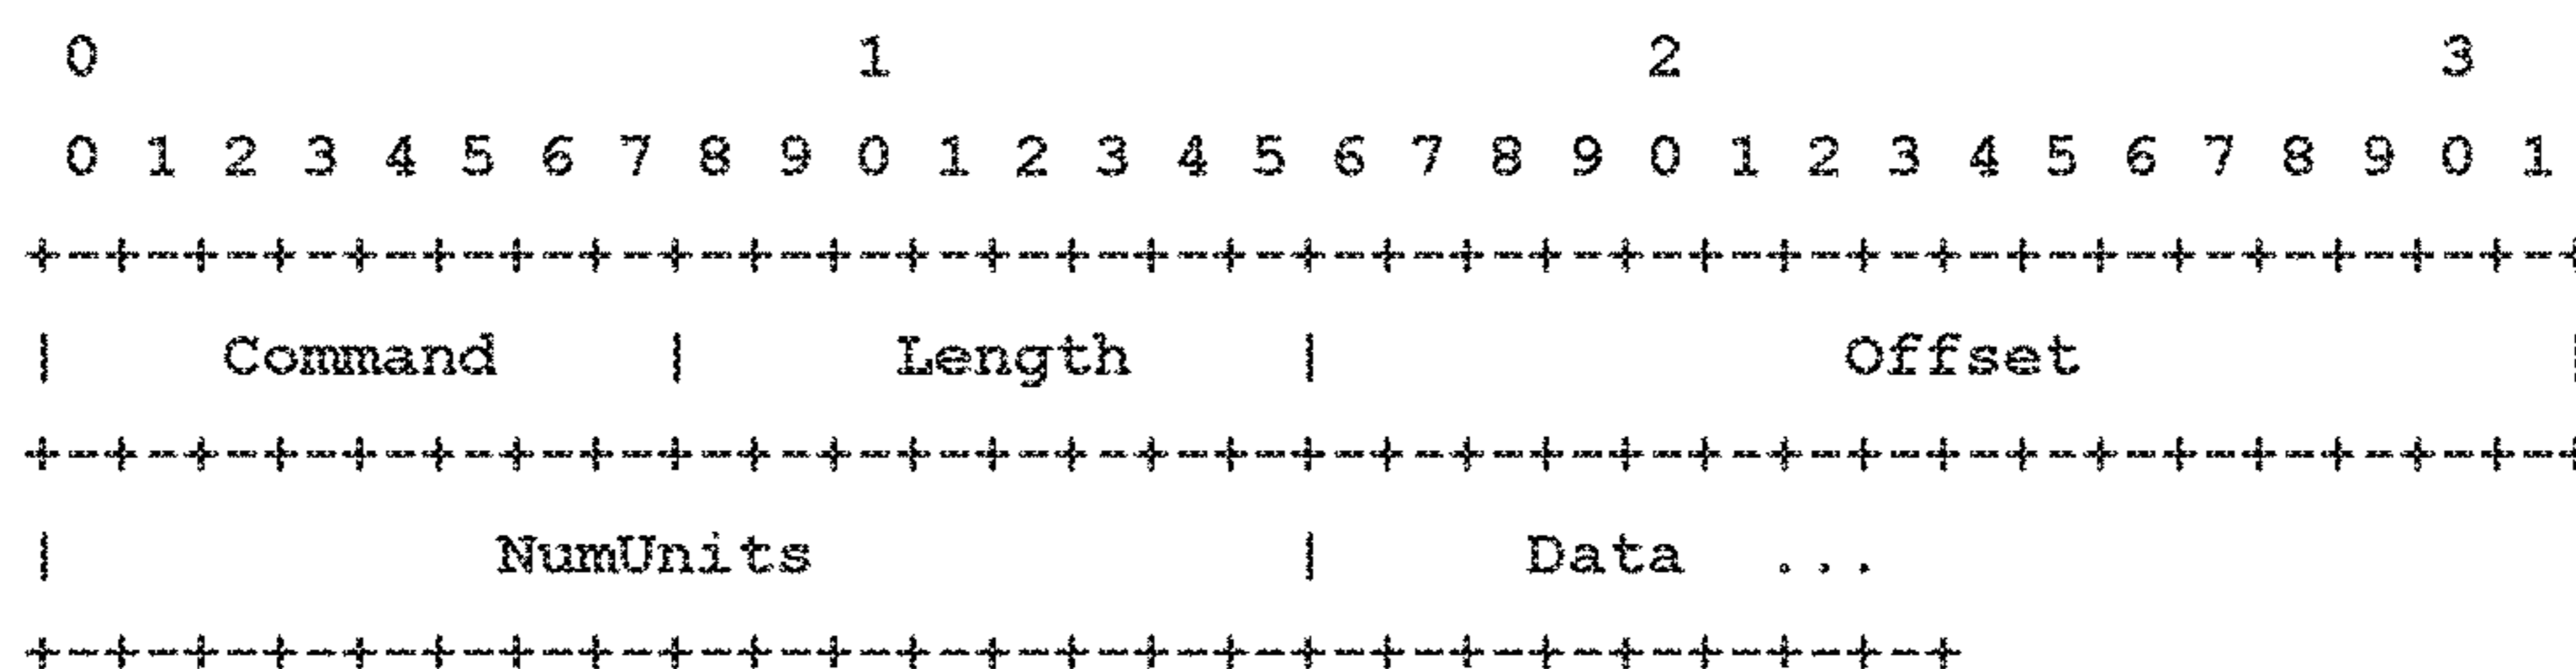 0                   1                   2                   3
0 1 2 3 4 5 6 7 8 9 0 1 2 3 4 5 6 7 8 9 0 1 2 3 4 5 6 7 8 9 0 1
+-+-+-+-+-+-+-+-+-+-+-+-+-+-+-+-+-+-+-+-+-+-+-+-+-+-+-+-+-+-+-+-+
|    Command    |     Length    |             Offset            |
+-+-+-+-+-+-+-+-+-+-+-+-+-+-+-+-+-+-+-+-+-+-+-+-+-+-+-+-+-+-+-+-+
|           NumUnits            |     Data  ...
+-+-+-+-+-+-+-+-+-+-+-+-+-+-+-+-+-+-+-+-+-+-+-+-+